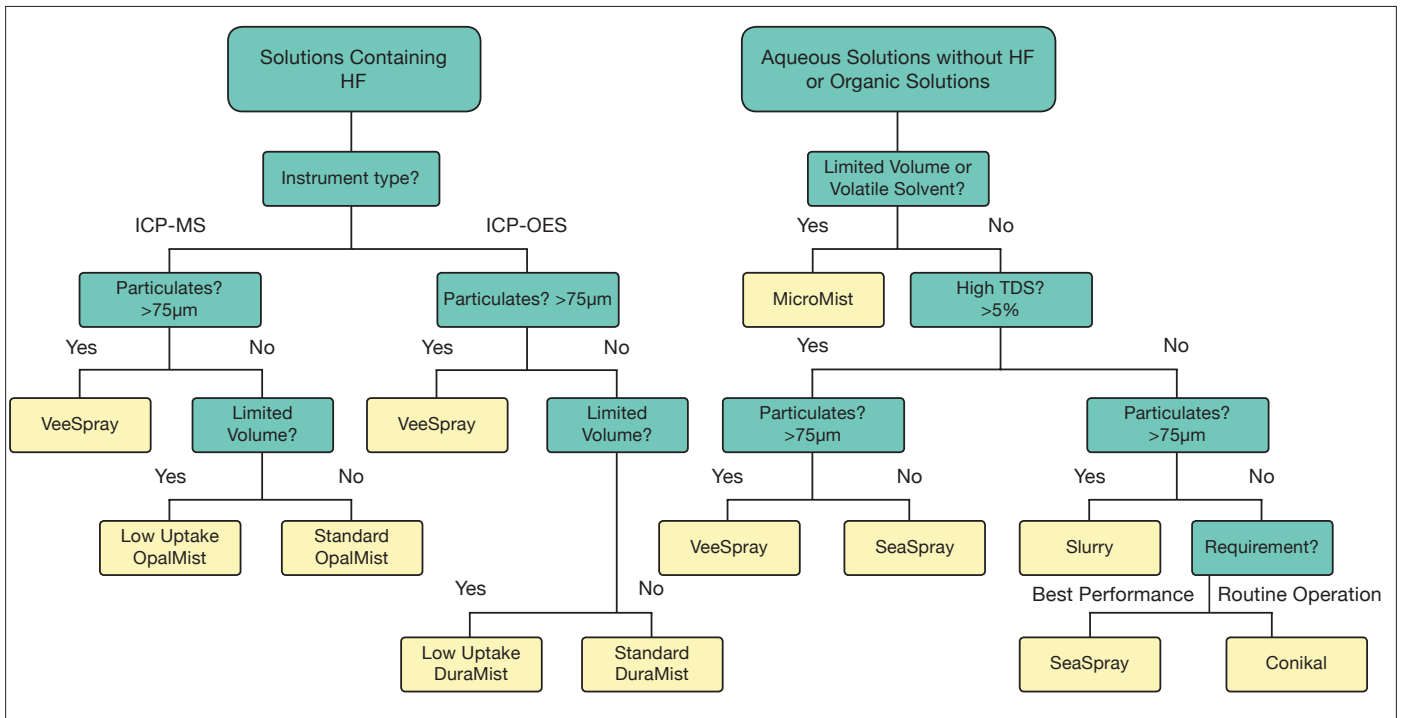 Solutions Containing
HF
Instrument type?
ICP-MS
ICP-OES
Particulates?
>75µm
Particulates? >75µm
Yes
No
Yes
No
VeeSpray
Limited
Volume?
VeeSpray
Limited
Volume?
Yes
No
Low Uptake
OpalMist
Standard
OpalMist
Yes
No
Low Uptake
DuraMist
Standard
DuraMist
Aqueous Solutions without HF
or Organic Solutions
Limited Volume or
Volatile Solvent?
Yes
No
MicroMist
High TDS?
>5%
Yes
No
Particulates?
>75µm
Particulates?
>75µm
Yes
No
Yes
No
VeeSpray
SeaSpray
Slurry
Requirement?
Best Performance
Routine Operation
SeaSpray
Conikal